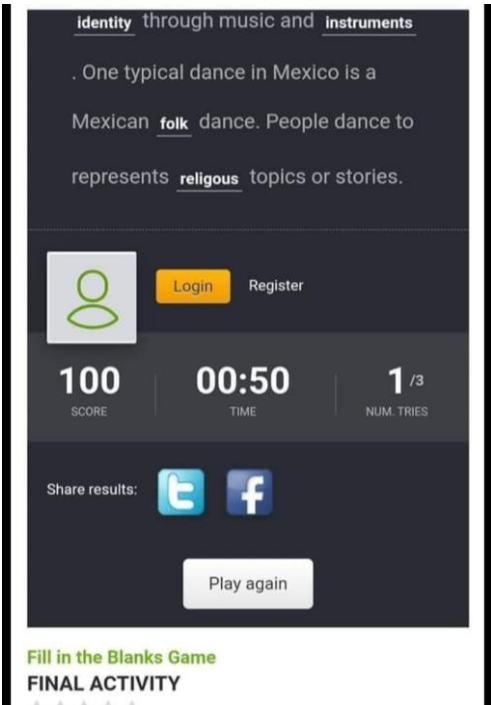 identity through music and instruments
. One typical dance in Mexico is a
Mexican folk dance. People dance to
represents religous topics or stories.
Login Register
100 00:50 1/3
SCORE TIME NUM. TRIES
Share results:
Play again
Fill in the Blanks Game
FINAL ACTIVITY